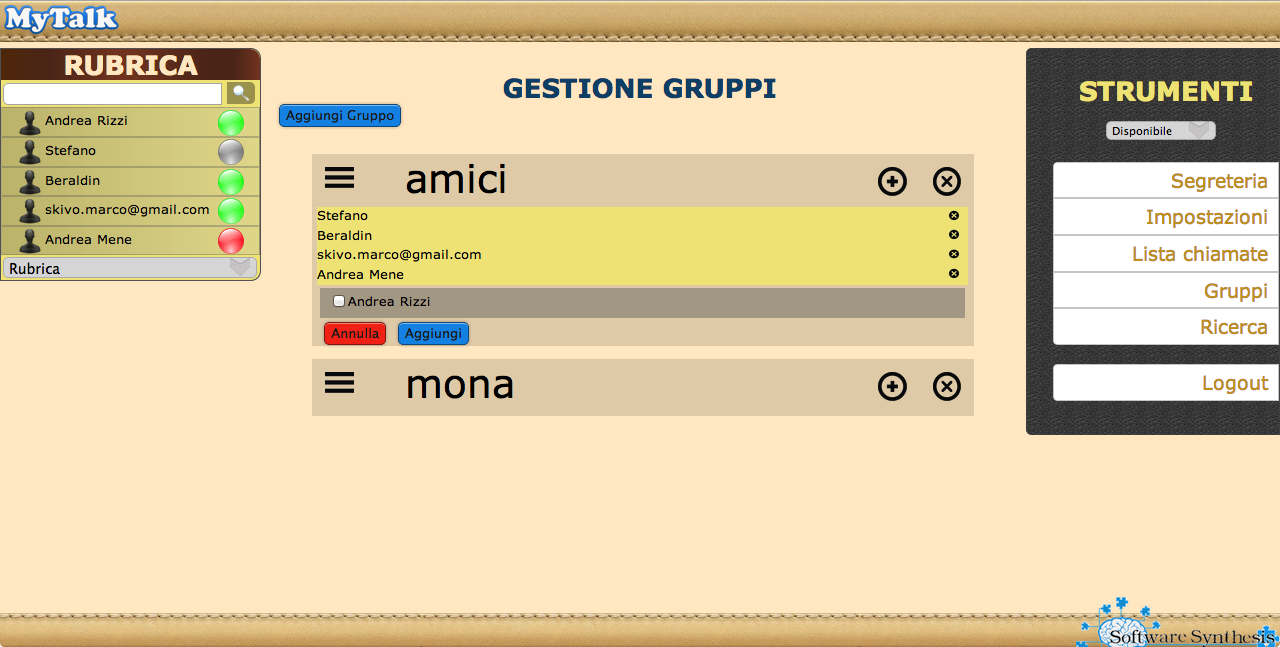 MyTalk
RUBRICA
Andrea Rizzi
Stefano
Beraldin
skivo.marco@gmail.com
Andrea Mene
Rubrica
GESTIONE GRUPPI
Aggiungi Gruppo
amici
Stefano
Beraldin
skivo.marco@gmail.com
Andrea Mene
Andrea Rizzi
Annulla Aggiungi
mona
STRUMENTI
Disponibile
Segreteria
Impostazioni
Lista chiamate
Gruppi
Ricerca
Logout
Software Synthesis